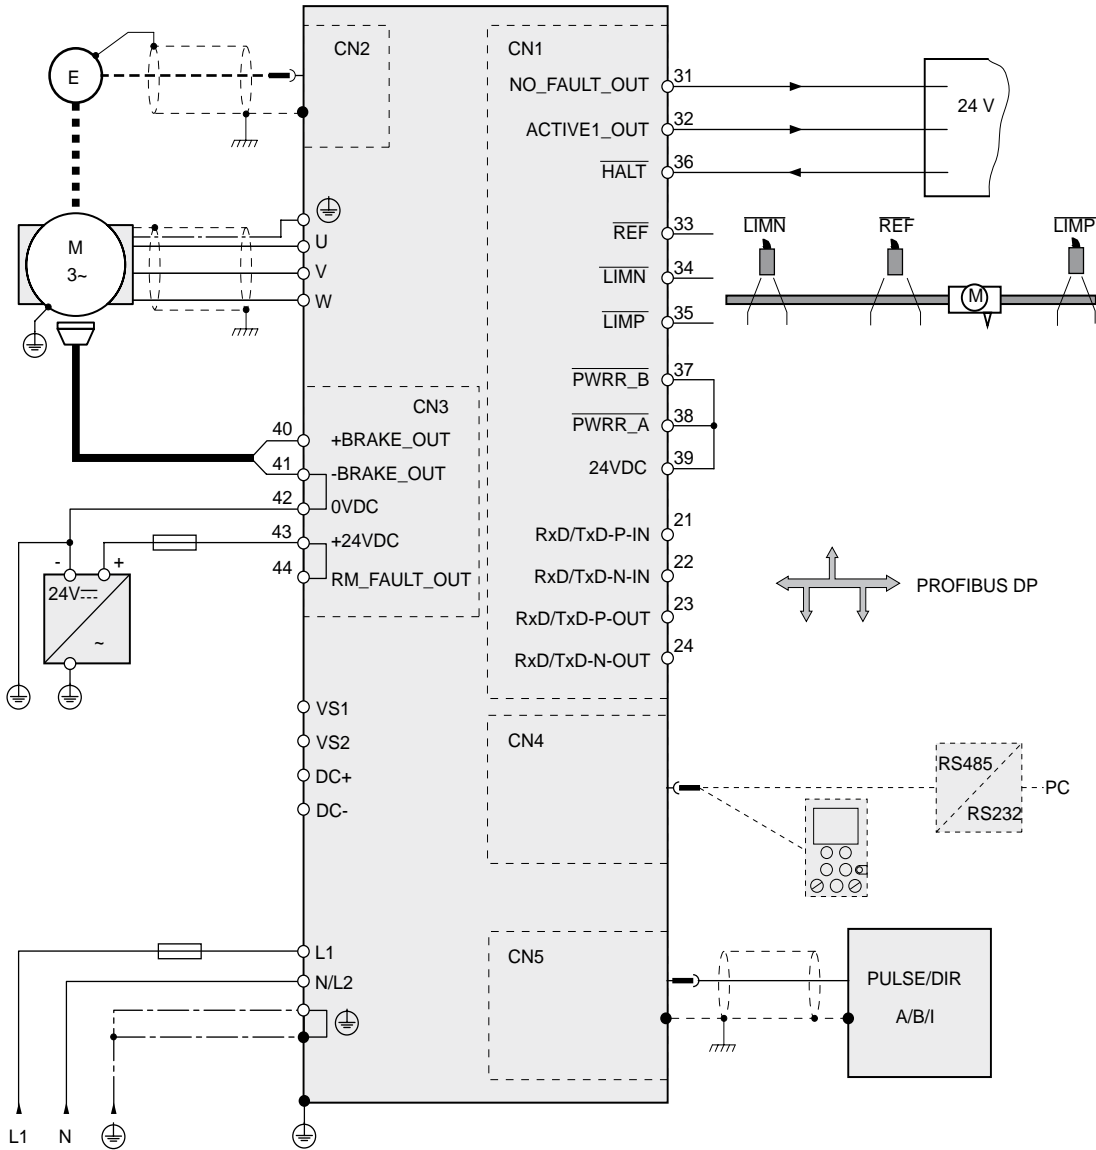 CN2
E
CN1
NO_FAULT_OUT
31
ACTIVE1_OUT
32
HALT
36
24 V
REF
33
LIMN
34
LIMP
35
LIMN
REF
LIMP
M
PWRR_B
37
PWRR_A
38
24VDC
39
RxD/TxD-P-IN
21
RxD/TxD-N-IN
22
RxD/TxD-P-OUT
23
RxD/TxD-N-OUT
24
PROFIBUS DP
M
3~
U
V
W
CN3
40
+BRAKE_OUT
41
-BRAKE_OUT
42
0VDC
43
+24VDC
44
RM_FAULT_OUT
- +
24V
~
VS1
VS2
DC+
DC-
CN4
RS485
RS232
PC
L1
N/L2
CN5
PULSE/DIR
A/B/I
L1
N